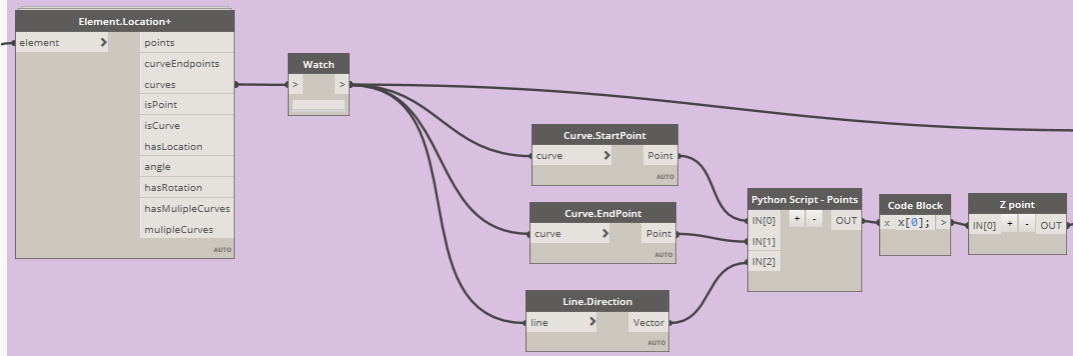 Element.Location+
element >
points
curveEndpoints
curves
isPoint
isCurve
hasLocation
angle
hasRotation
hasMulipleCurves
mulipleCurves
AUTO
Watch
> >
Curve.StartPoint
curve > Point
AUTO
Curve.EndPoint
curve > Point
AUTO
Line.Direction
line > Vector
AUTO
Python Script - Points
IN[0] + - OUT
IN[1]
IN[2]
Code Block
x x[0]; >
Z point
IN[0] + - OUT